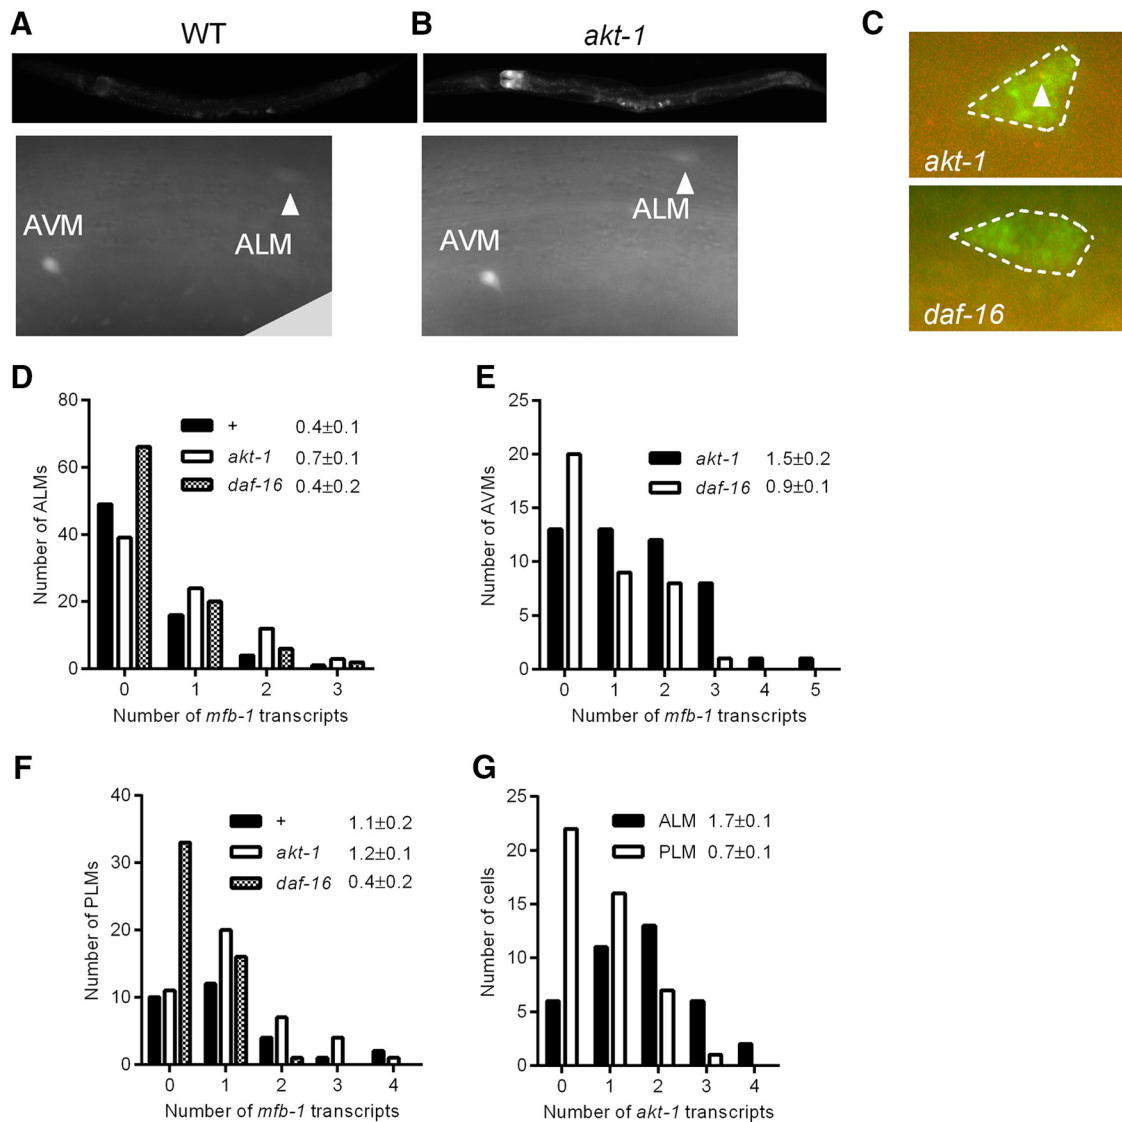 A
WT
B
akt-1
C
AVM
ALM
AVM
ALM
akt-1
daf-16
D
Number of ALMs
80
60
40
20
0
+ 0.4±0.1
akt-1 0.7±0.1
daf-16 0.4±0.2
0 1 2 3
Number of mfb-1 transcripts
E
Number of AVMs
25
20
15
10
5
0
akt-1 1.5±0.2
daf-16 0.9±0.1
0 1 2 3 4 5
Number of mfb-1 transcripts
F
Number of PLMs
40
30
20
10
0
+ 1.1±0.2
akt-1 1.2±0.1
daf-16 0.4±0.2
0 1 2 3 4
Number of mfb-1 transcripts
G
Number of cells
25
20
15
10
5
0
ALM 1.7±0.1
PLM 0.7±0.1
0 1 2 3 4
Number of akt-1 transcripts